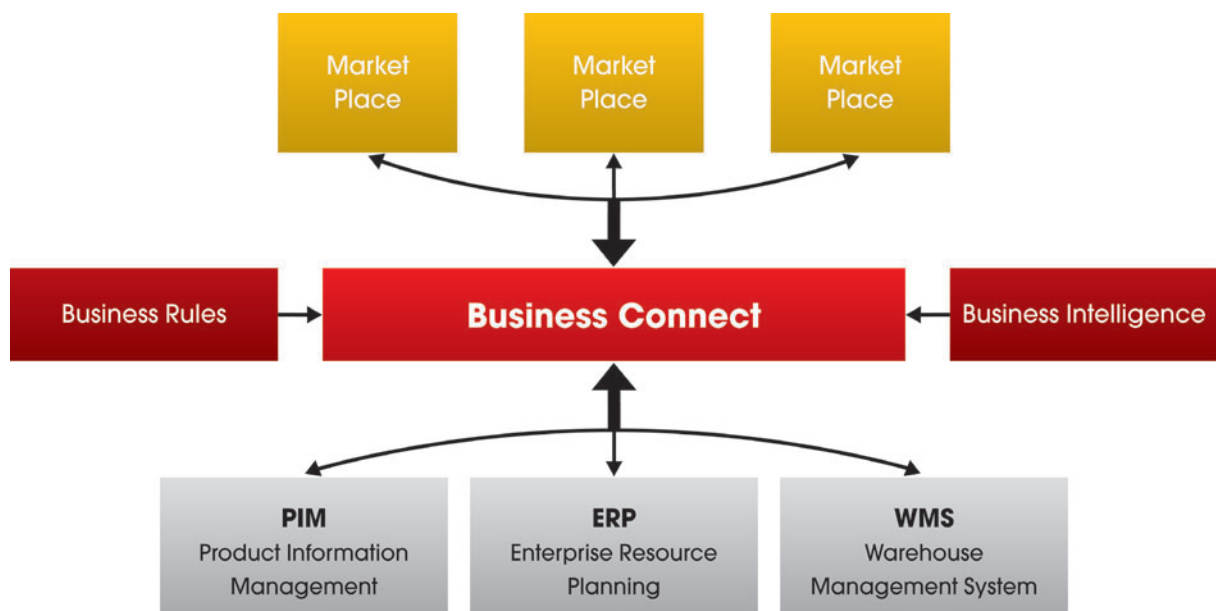 Market
Place
Market
Place
Market
Place
Business Rules
Business Connect
Business Intelligence
PIM
Product Information
Management
ERP
Enterprise Resource
Planning
WMS
Warehouse
Management System